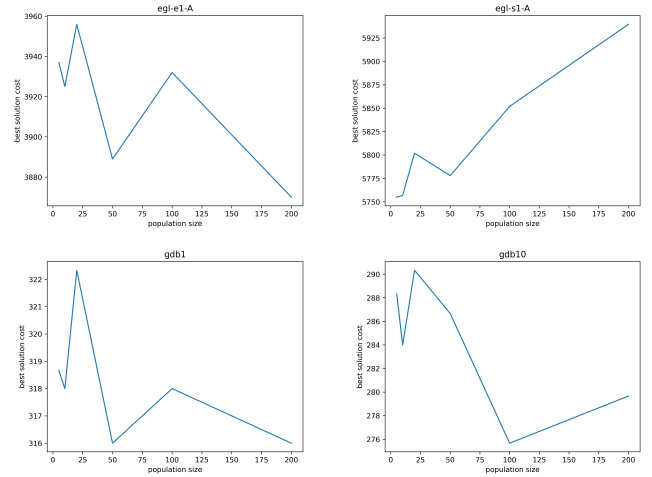 egl-e1-A
3960
3940
3920
3900
3880
best solution cost
0 25 50 75 100 125 150 175 200
population size
egl-s1-A
5925
5900
5875
5850
5825
5800
5775
5750
best solution cost
0 25 50 75 100 125 150 175 200
population size
gdb1
322
321
320
319
318
317
316
best solution cost
0 25 50 75 100 125 150 175 200
population size
gdb10
290
288
286
284
282
280
278
276
best solution cost
0 25 50 75 100 125 150 175 200
population size